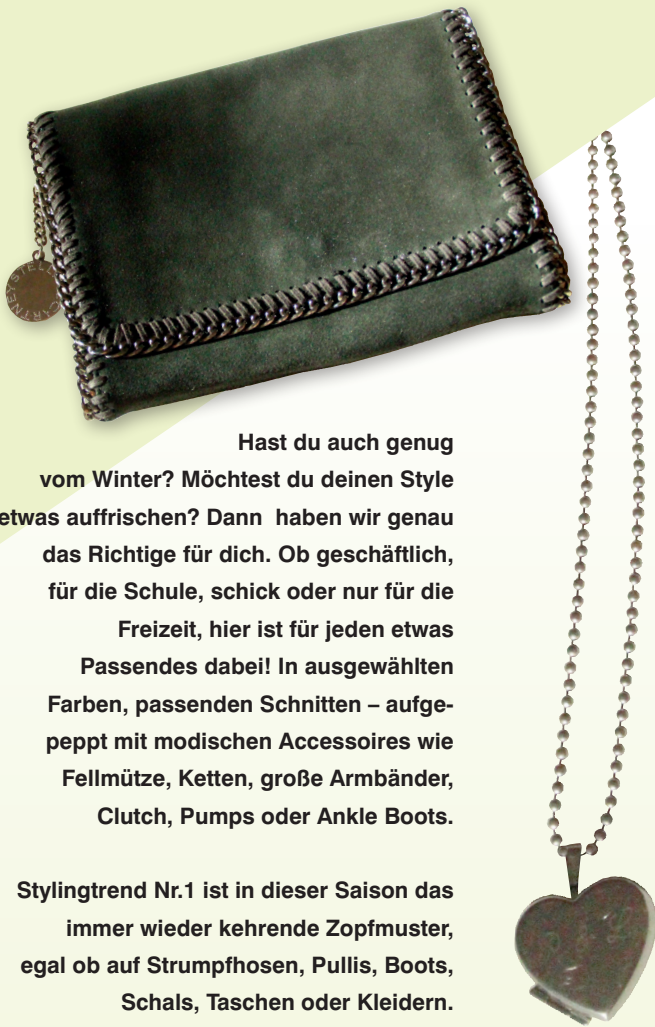 STELLA
McCARTNEY
Hast du auch genug
vom Winter? Möchtest du deinen Style
etwas auffrischen? Dann  haben wir genau
das Richtige für dich. Ob geschäftlich,
für die Schule, schick oder nur für die
Freizeit, hier ist für jeden etwas
Passendes dabei! In ausgewählten
Farben, passenden Schnitten – aufge-
peppt mit modischen Accessoires wie
Fellmütze, Ketten, große Armbänder,
Clutch, Pumps oder Ankle Boots.
Stylingtrend Nr.1 ist in dieser Saison das
immer wieder kehrende Zopfmuster,
egal ob auf Strumpfhosen, Pullis, Boots,
Schals, Taschen oder Kleidern.